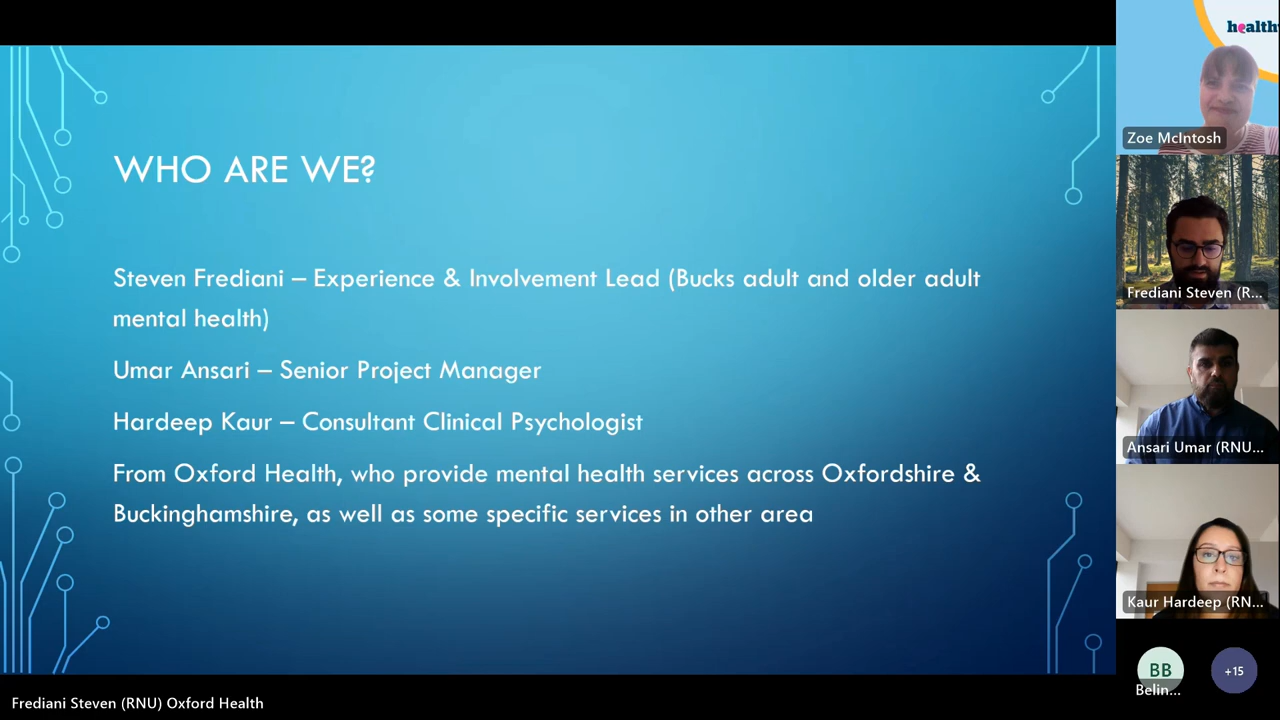 WHO ARE WE?
Steven Frediani – Experience & Involvement Lead (Bucks adult and older adult
mental health)
Umar Ansari – Senior Project Manager
Hardeep Kaur – Consultant Clinical Psychologist
From Oxford Health, who provide mental health services across Oxfordshire &
Buckinghamshire, as well as some specific services in other area
health
Zoe McIntosh
Frediani Steven (R...
Ansari Umar (RNU...
Kaur Hardeep (RN...
BB
Belin...
+15
Frediani Steven (RNU) Oxford Health